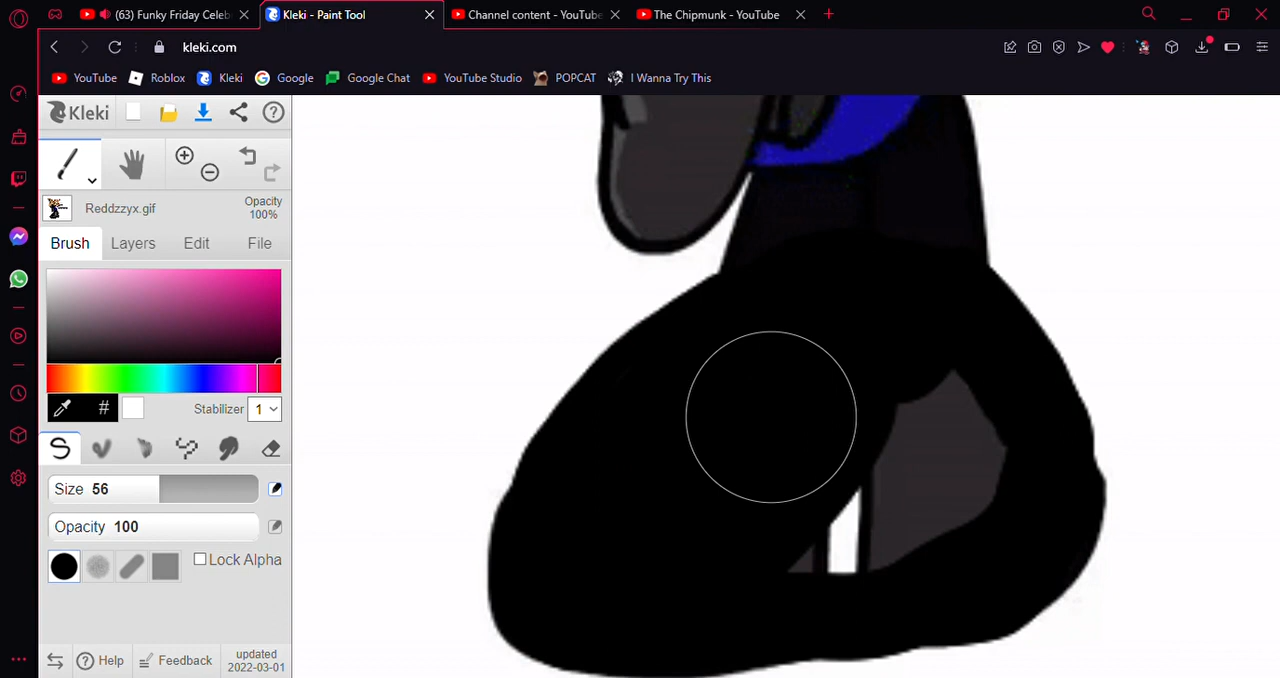 (63) Funky Friday Celeb
Kleki - Paint Tool
Channel content - YouTube
The Chipmunk - YouTube
kleki.com
YouTube
Roblox
Kleki
Google
Google Chat
YouTube Studio
POPCAT
I Wanna Try This
Kleki
Reddzzyx.gif
Opacity
100%
Brush
Layers
Edit
File
#
Stabilizer
1
Size 56
Opacity 100
Lock Alpha
Help
Feedback
updated
2022-03-01